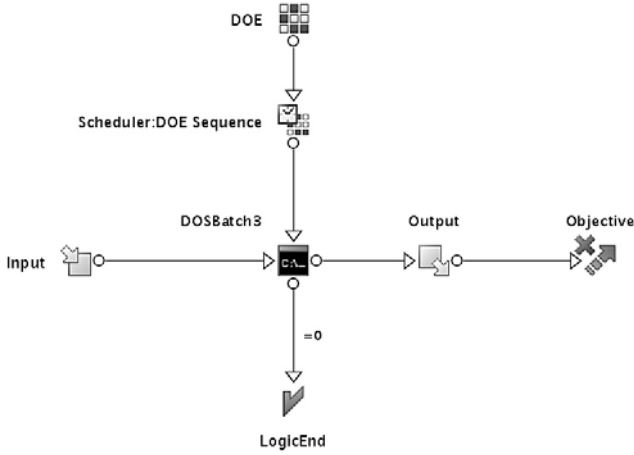 DOE
Scheduler:DOE Sequence
DOSBatch3
Output
Objective
Input
C:\_
=0
LogicEnd